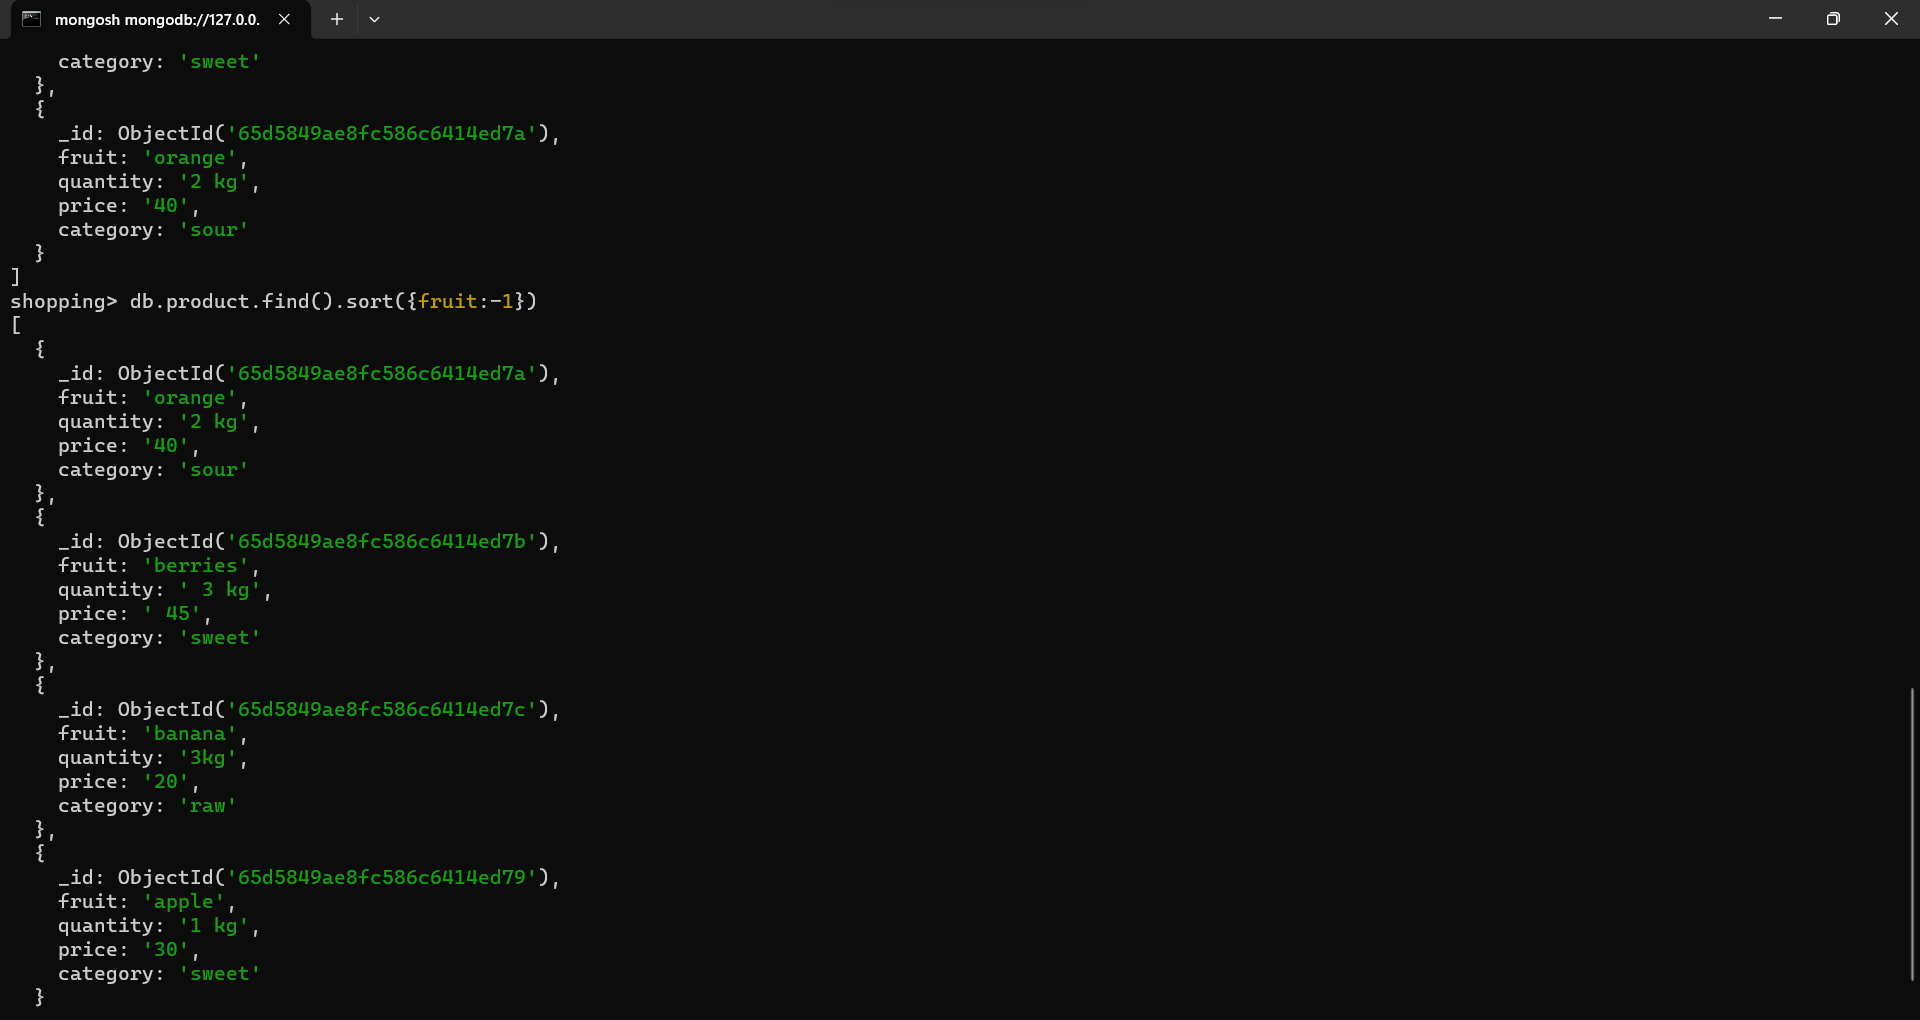 mongosh mongodb://127.0.0.
category: 'sweet'
},
{
_id: ObjectId('65d5849ae8fc586c6414ed7a'),
fruit: 'orange',
quantity: '2 kg',
price: '40',
category: 'sour'
}
]
shopping> db.product.find().sort({fruit:-1})
[
{
_id: ObjectId('65d5849ae8fc586c6414ed7a'),
fruit: 'orange',
quantity: '2 kg',
price: '40',
category: 'sour'
},
{
_id: ObjectId('65d5849ae8fc586c6414ed7b'),
fruit: 'berries',
quantity: ' 3 kg',
price: ' 45',
category: 'sweet'
},
{
_id: ObjectId('65d5849ae8fc586c6414ed7c'),
fruit: 'banana',
quantity: '3kg',
price: '20',
category: 'raw'
},
{
_id: ObjectId('65d5849ae8fc586c6414ed79'),
fruit: 'apple',
quantity: '1 kg',
price: '30',
category: 'sweet'
}